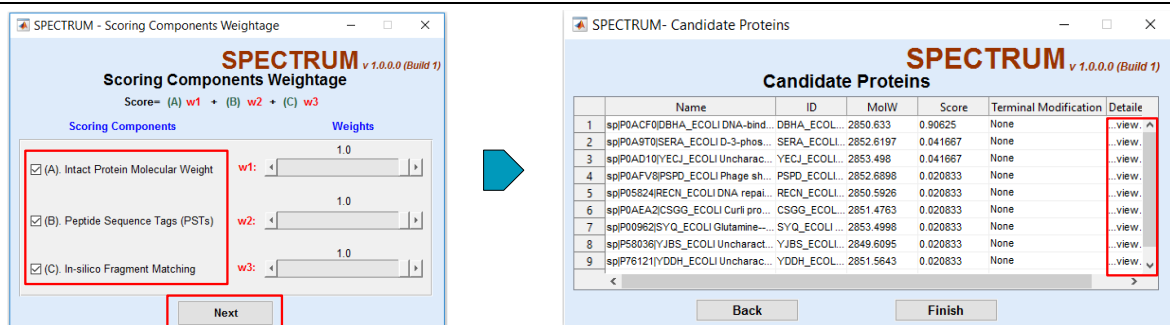 SPECTRUM - Scoring Components Weightage
SPECTRUM v 1.0.0.0 (Build 1)
Scoring Components Weightage
Score= (A) w1 + (B) w2 + (C) w3
Scoring Components Weights
1.0
(A). Intact Protein Molecular Weight w1:
1.0
(B). Peptide Sequence Tags (PSTs) w2:
1.0
(C). In-silico Fragment Matching w3:
Next
SPECTRUM- Candidate Proteins
SPECTRUM v 1.0.0.0 (Build 1)
Candidate Proteins
Name ID MolW Score Terminal Modification Detaile
1 sp|P0ACF0|DBHA_ECOLI DNA-bind... DBHA_ECOL... 2850.633 0.90625 None ...view.
2 sp|P0A9T0|SERA_ECOLI D-3-phos... SERA_ECOLI... 2852.6197 0.041667 None ...view.
3 sp|P0AD10|YECJ_ECOLI Uncharac... YECJ_ECOLI... 2853.498 0.041667 None ...view.
4 sp|P0AFV8|PSPD_ECOLI Phage sh... PSPD_ECOLI... 2852.6898 0.020833 None ...view.
5 sp|P05824|RECN_ECOLI DNA repai... RECN_ECOLI... 2850.5926 0.020833 None ...view.
6 sp|P0AEA2|CSGG_ECOLI Curli pro... CSGG_ECOL... 2851.4763 0.020833 None ...view.
7 sp|P00962|SYQ_ECOLI Glutamine--... SYQ_ECOLI ... 2853.4998 0.020833 None ...view.
8 sp|P58036|YJBS_ECOLI Uncharact... YJBS_ECOLI... 2849.6095 0.020833 None ...view.
9 sp|P76121|YDDH_ECOLI Uncharac... YDDH_ECOL... 2851.5643 0.020833 None ...view.
Back Finish